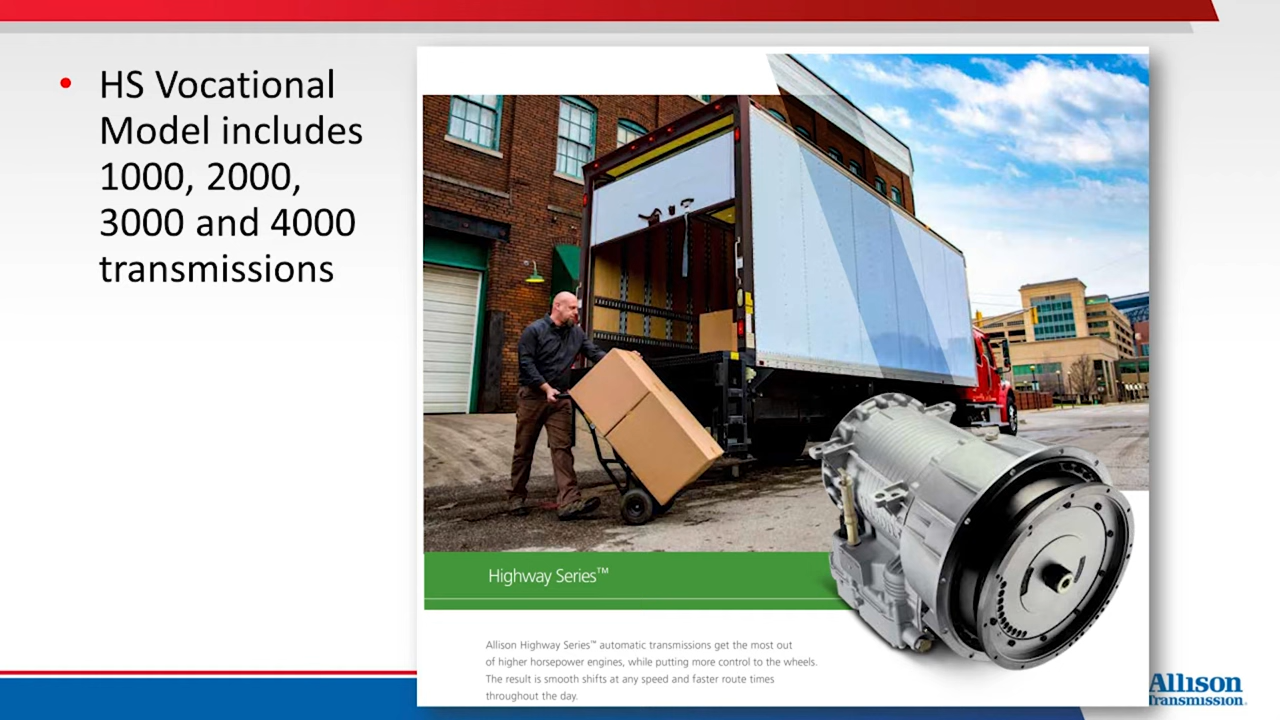 • HS Vocational
Model includes
1000, 2000,
3000 and 4000
transmissions
Highway Series™
Allison Highway Series™ automatic transmissions get the most out
of higher horsepower engines, while putting more control to the wheels.
The result is smooth shifts at any speed and faster route times
throughout the day.
Allison
Transmission®